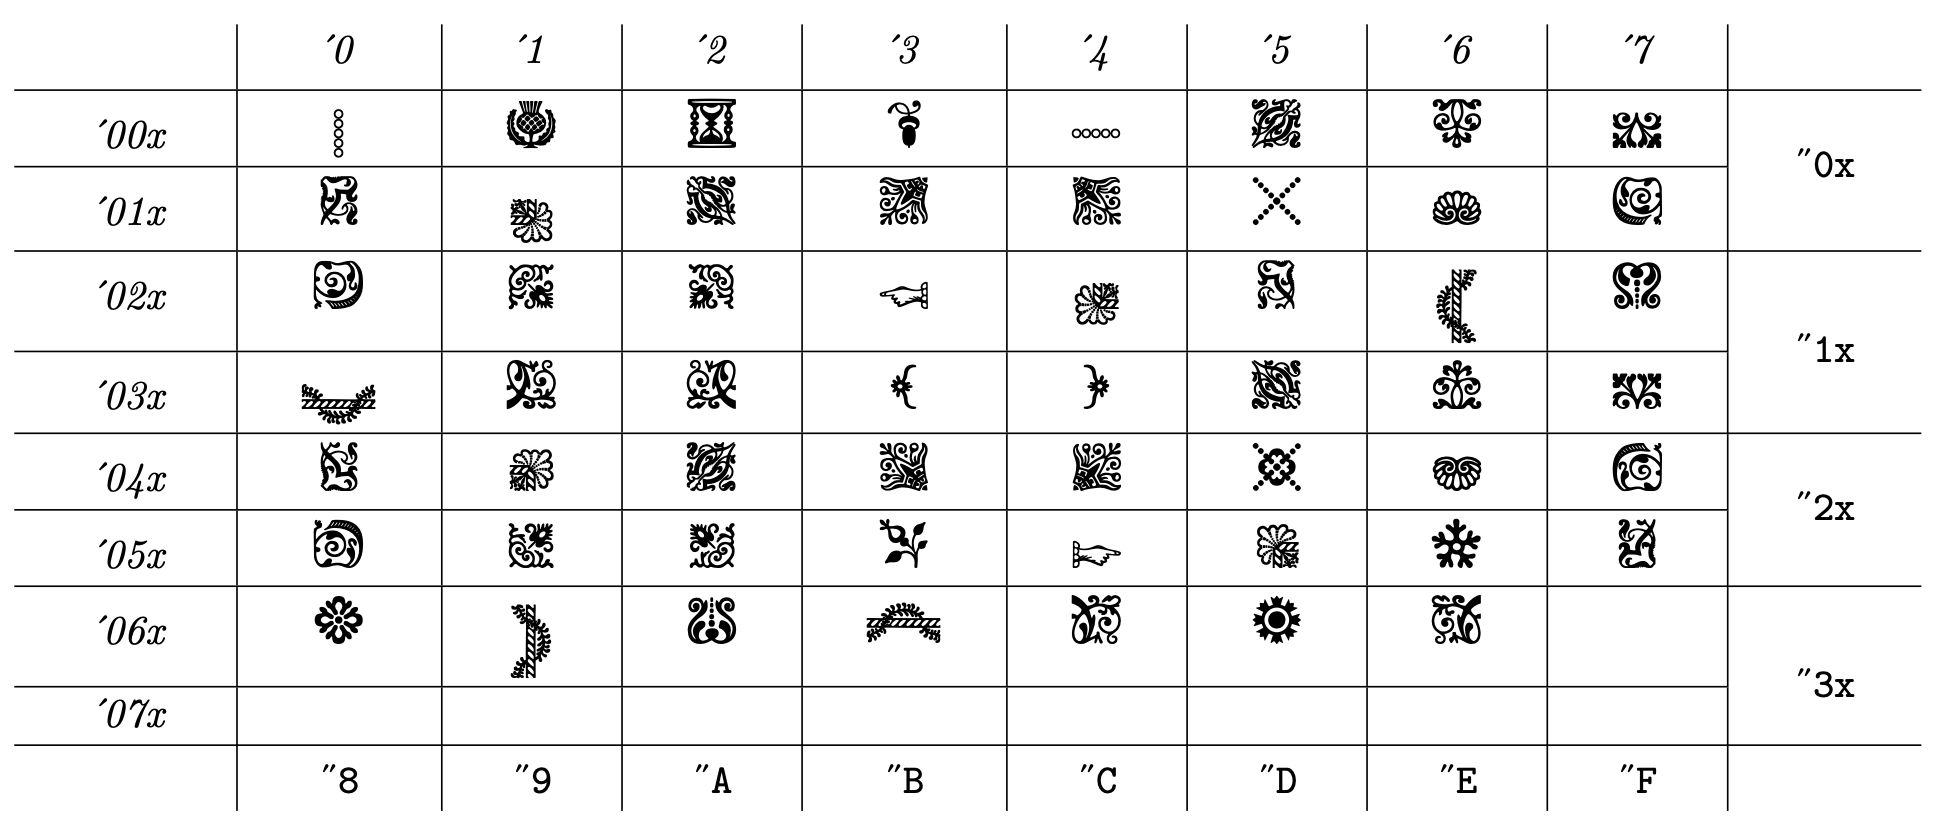 ´0 ´1 ´2 ´3 ´4 ´5 ´6 ´7
´00x
˝0x
´01x
´02x
˝1x
´03x
´04x
˝2x
´05x
´06x
˝3x
´07x
˝8 ˝9 ˝A ˝B ˝C ˝D ˝E ˝F